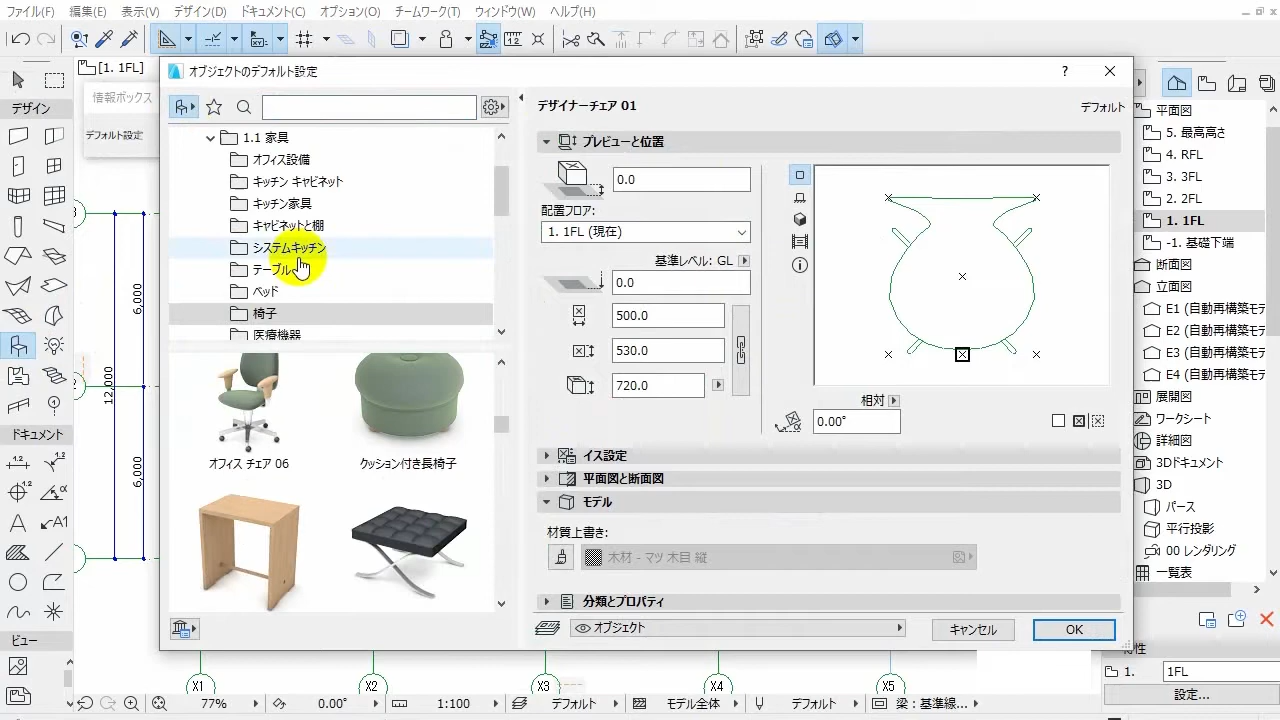 ファイル(F) 編集(E) 表示(V) デザイン(D) ドキュメント(C) オプション(O) チームワーク(T) ウィンドウ(W) ヘルプ(H)
[1. 1FL]
情報ボックス
デフォルト設定
デザイン
ドキュメント
ビュー
6,000
12,000
6,000
オブジェクトのデフォルト設定
?
1.1 家具
オフィス設備
キッチン キャビネット
キッチン家具
キャビネットと棚
システムキッチン
テーブル
ベッド
椅子
医療機器
オフィス チェア 06
クッション付き長椅子
デザイナーチェア 01
デフォルト
プレビューと位置
0.0
配置フロア:
1. 1FL (現在)
基準レベル: GL
0.0
500.0
530.0
720.0
相対
0.00°
イス設定
平面図と断面図
モデル
材質上書き:
木材 - マツ 木目 縦
分類とプロパティ
オブジェクト
キャンセル
OK
平面図
5. 最高高さ
4. RFL
3. 3FL
2. 2FL
1. 1FL
-1. 基礎下端
断面図
立面図
E1 (自動再構築モデ
E2 (自動再構築モデ
E3 (自動再構築モデ
E4 (自動再構築モデ
展開図
ワークシート
詳細図
3Dドキュメント
3D
パース
平行投影
00 レンダリング
一覧表
特性
1.
1FL
設定...
X1
X2
X3
X4
X5
77%
0.00°
1:100
デフォルト
モデル全体
デフォルト
梁：基準線...